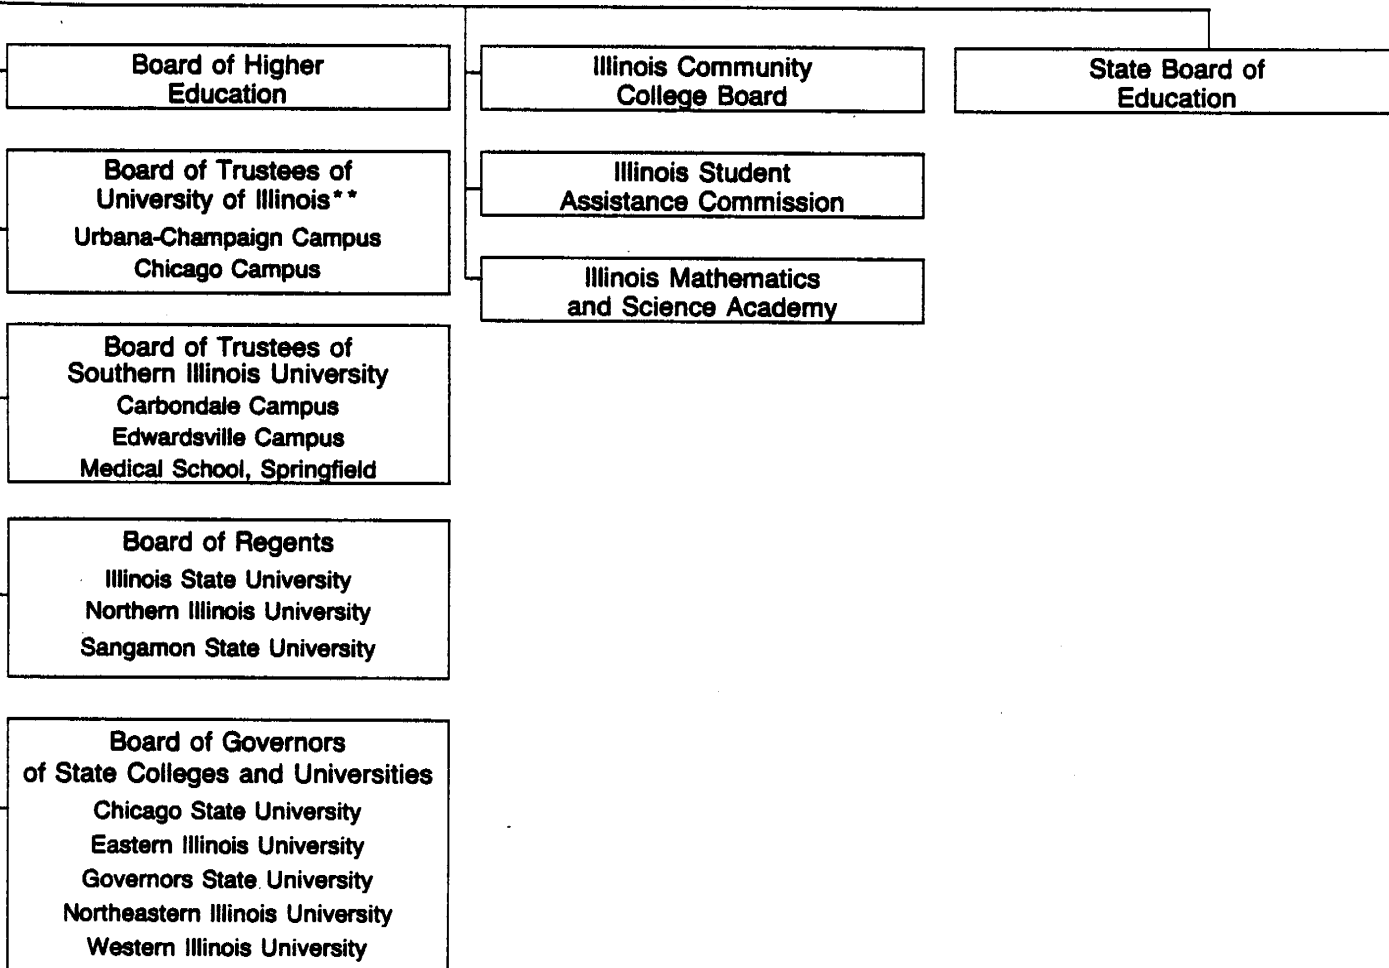 Board of Higher
Education
Board of Trustees of
University of Illinois**
Urbana-Champaign Campus
Chicago Campus
Board of Trustees of
Southern Illinois University
Carbondale Campus
Edwardsville Campus
Medical School, Springfield
Board of Regents
Illinois State University
Northern Illinois University
Sangamon State University
Board of Governors
of State Colleges and Universities
Chicago State University
Eastern Illinois University
Governors State University
Northeastern Illinois University
Western Illinois University
Illinois Community
College Board
Illinois Student
Assistance Commission
Illinois Mathematics
and Science Academy
State Board of
Education